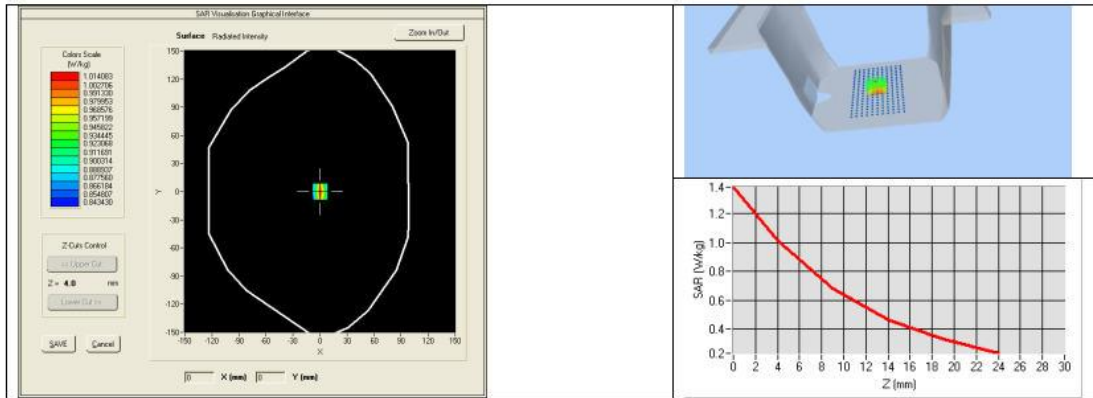 SAR Visualisation Graphical Interface
Surface Radiated Intensity
Zoom In/Out
Colors Scale
(W/kg)
1.014083
1.002706
0.991330
0.979953
0.968576
0.957199
0.945822
0.934445
0.923068
0.911691
0.900314
0.888937
0.877560
0.866184
0.854807
0.843430
Z-Cuts Control
<< Upper Cut
Z = 4.0 mm
Lower Cut >>
SAVE Cancel
150
120
90
60
30
0
-30
-60
-90
-120
-150
Y
-150 -120 -90 -60 -30 0 30 60 90 120 150
X
0 X (mm) 0 Y (mm)
1.4
1.2
1.0
0.8
0.6
0.4
0.2
SAR (W/kg)
0 2 4 6 8 10 12 14 16 18 20 22 24 26 28 30
Z (mm)